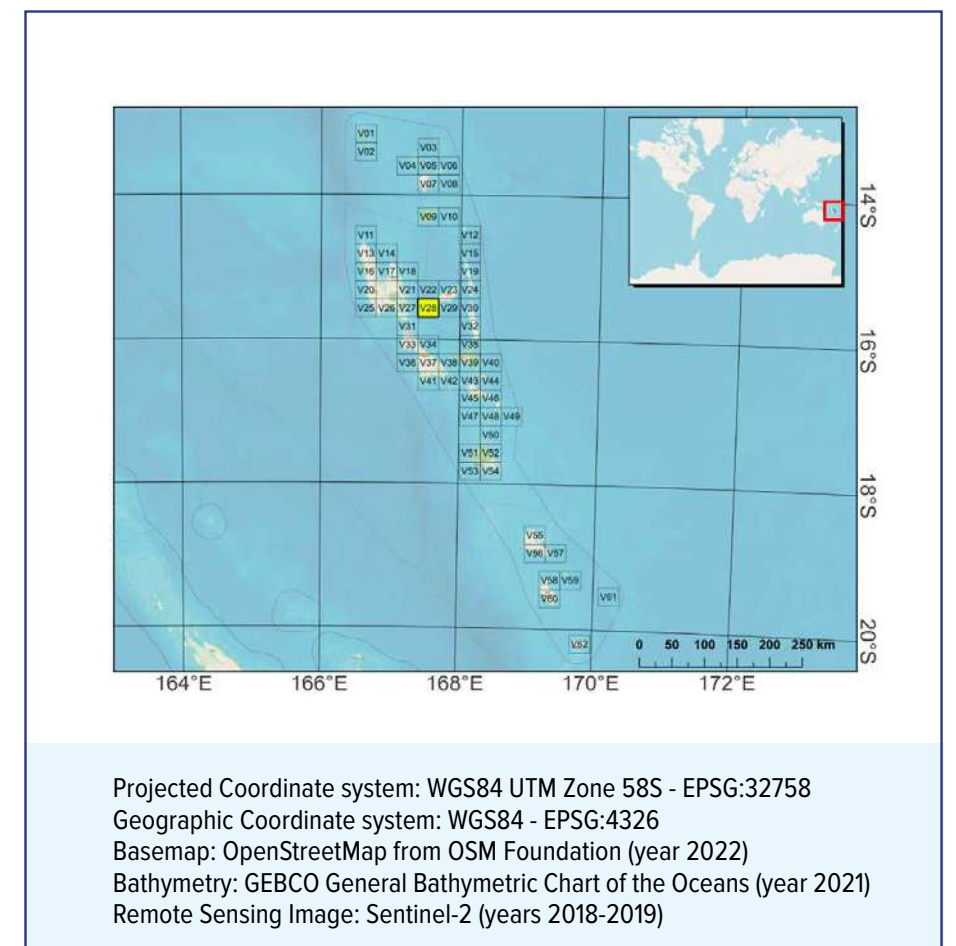 V01
V02 V03
V04 V05 V06
V07 V08
14°S
V09 V10
V11 V12
V13 V14 V15
V16 V17 V18 V19
V20 V21 V22 V23 V24
V25 V26 V27 V28 V29 V30
V31 V32
V33 V34 V35
16°S
V36 V37 V38 V39 V40
V41 V42 V43 V44
V45 V46
V47 V48 V49
V50
V51 V52
V53 V54
18°S
V55
V56 V57
V58 V59
V60 V61
20°S
V62
0 50 100 150 200 250 km
164°E 166°E 168°E 170°E 172°E
Projected Coordinate system: WGS84 UTM Zone 58S - EPSG:32758
Geographic Coordinate system: WGS84 - EPSG:4326
Basemap: OpenStreetMap from OSM Foundation (year 2022)
Bathymetry: GEBCO General Bathymetric Chart of the Oceans (year 2021)
Remote Sensing Image: Sentinel-2 (years 2018-2019)